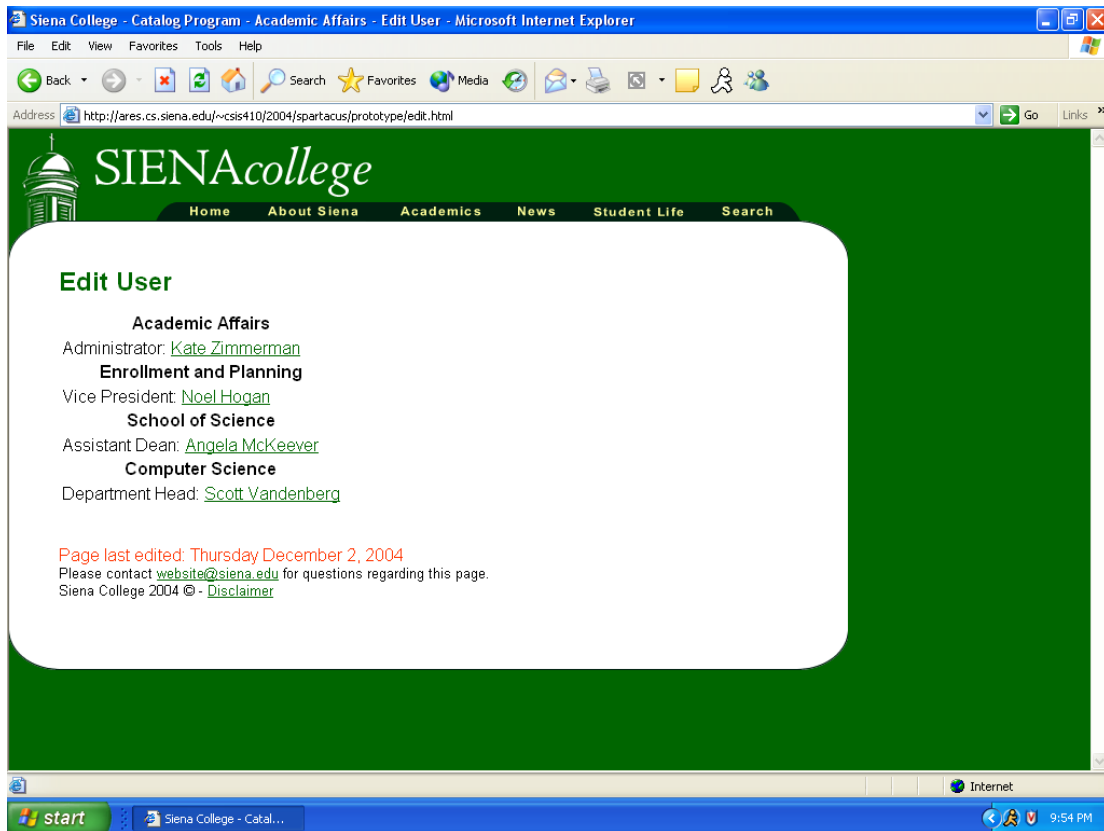 Siena College - Catalog Program - Academic Affairs - Edit User - Microsoft Internet Explorer
File Edit View Favorites Tools Help
Back Search Favorites Media
Address http://ares.cs.siena.edu/~csis410/2004/spartacus/prototype/edit.html Go Links »
SIENAcollege
Home About Siena Academics News Student Life Search
Edit User
Academic Affairs
Administrator: Kate Zimmerman
Enrollment and Planning
Vice President: Noel Hogan
School of Science
Assistant Dean: Angela McKeever
Computer Science
Department Head: Scott Vandenberg
Page last edited: Thursday December 2, 2004
Please contact website@siena.edu for questions regarding this page.
Siena College 2004 © - Disclaimer
Internet
start Siena College - Catal... 9:54 PM